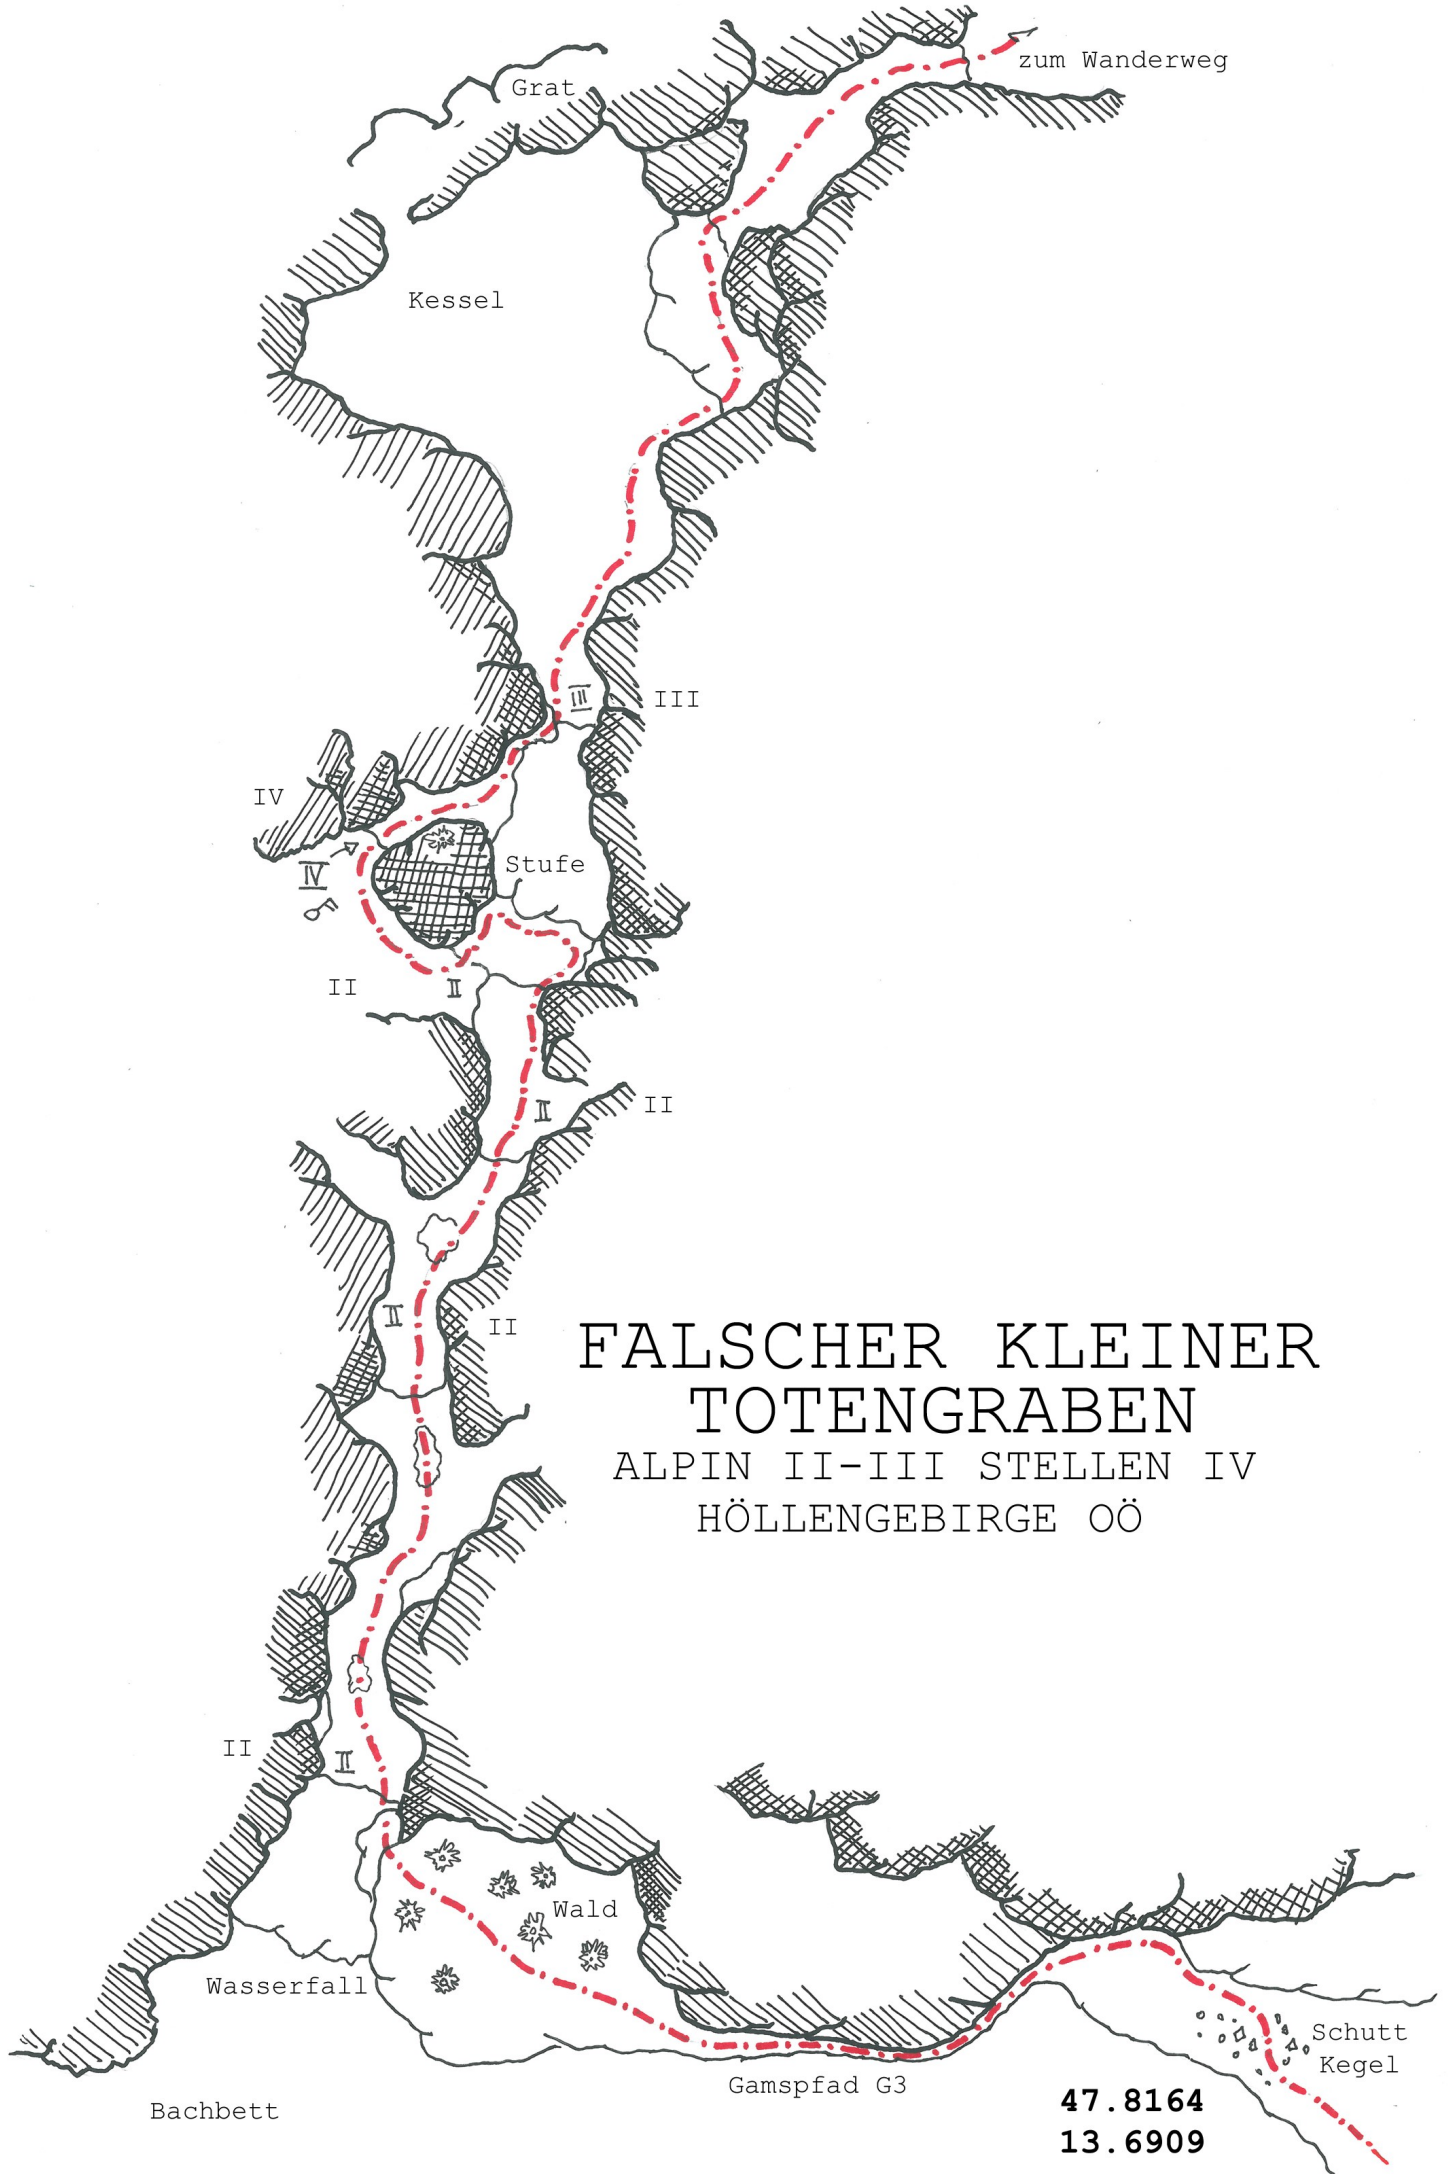 zum Wanderweg
Grat
Kessel
III III
IV
IV
Stufe
II II
II II
II II
FALSCHER KLEINER
TOTENGRABEN
ALPIN II-III STELLEN IV
HÖLLENGEBIRGE OÖ
II II
Wald
Wasserfall
Schutt
Kegel
Gamspfad G3
Bachbett
47.8164
13.6909